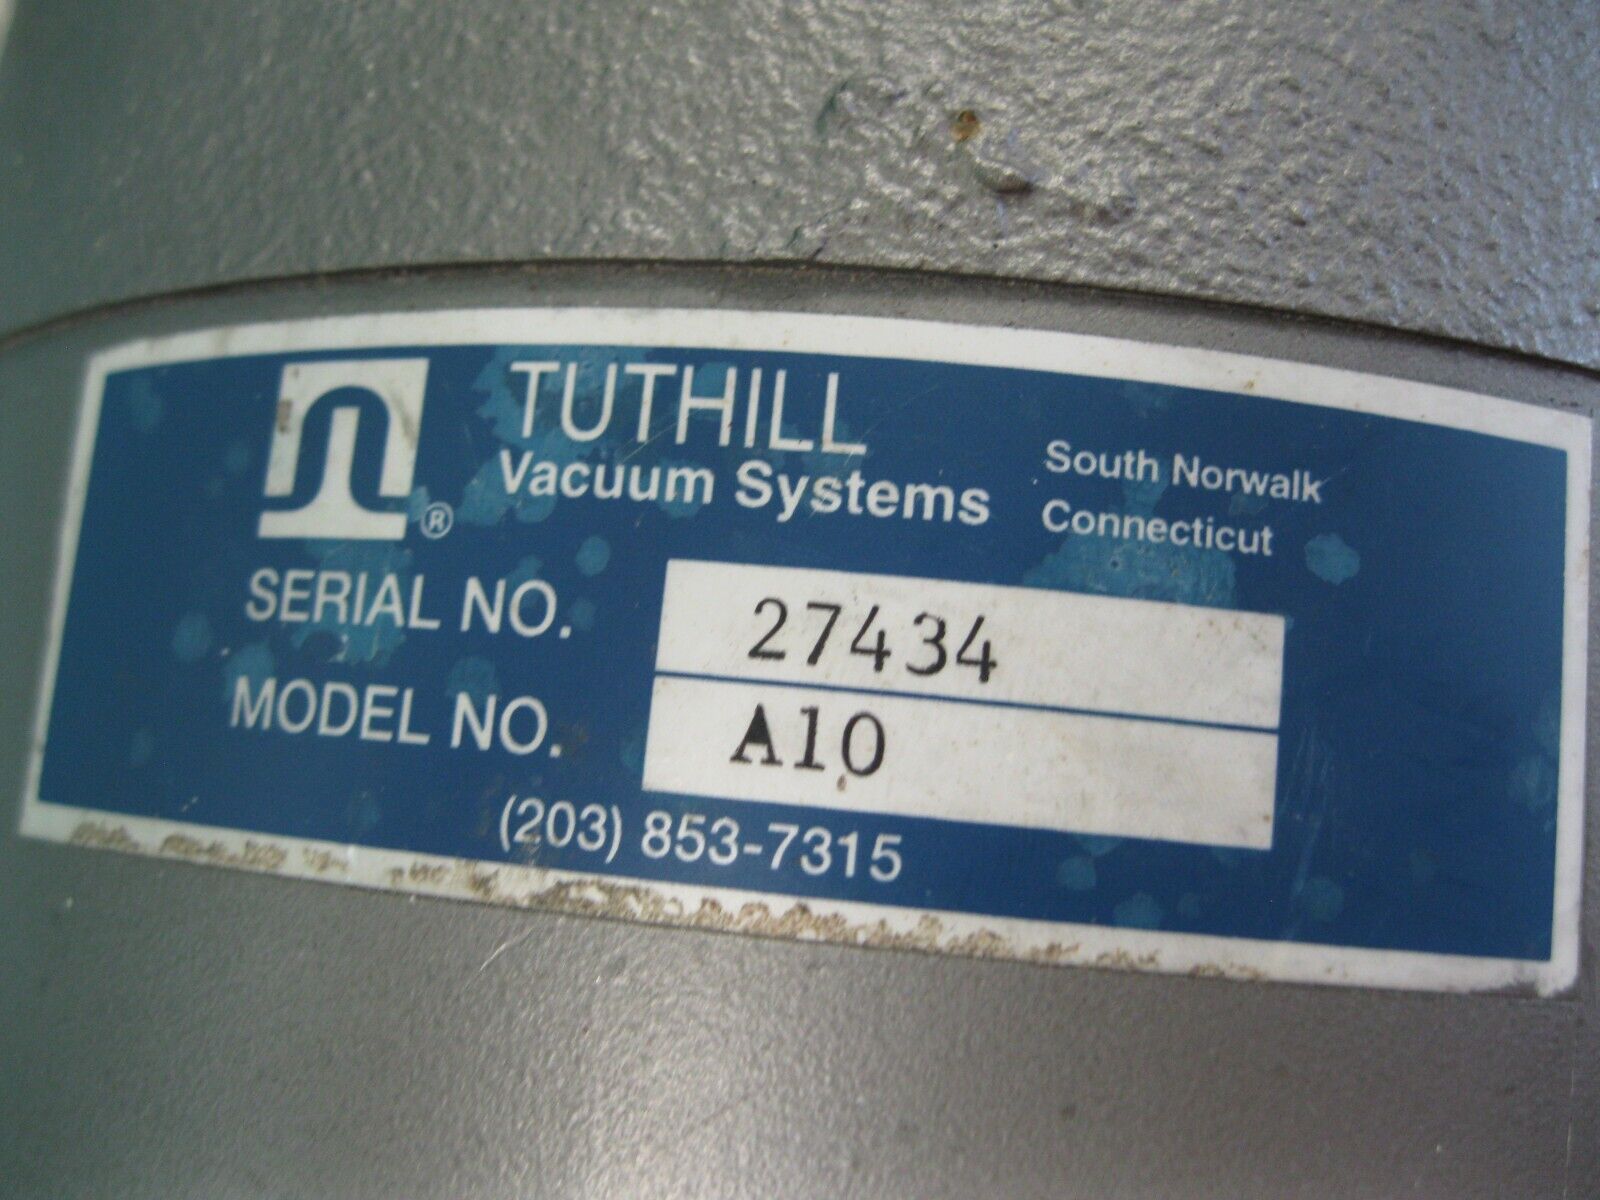 TUTHILL
Vacuum Systems
South Norwalk
Connecticut
®
SERIAL NO. 27434
MODEL NO. A10
(203) 853-7315